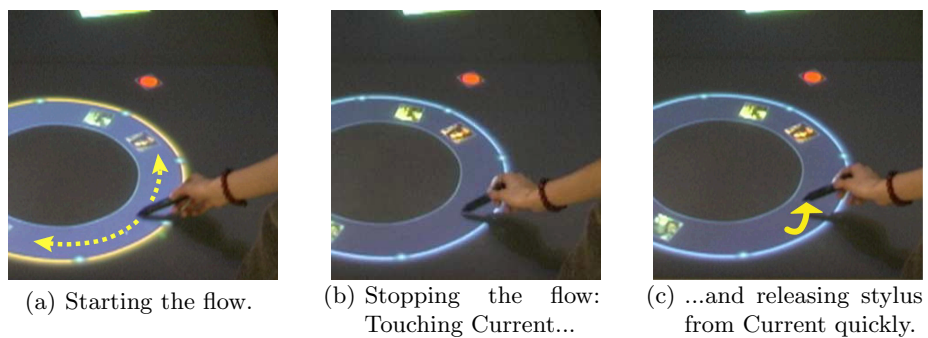 (a) Starting the flow.
(b) Stopping the flow:
Touching Current...
(c) ...and releasing stylus
from Current quickly.